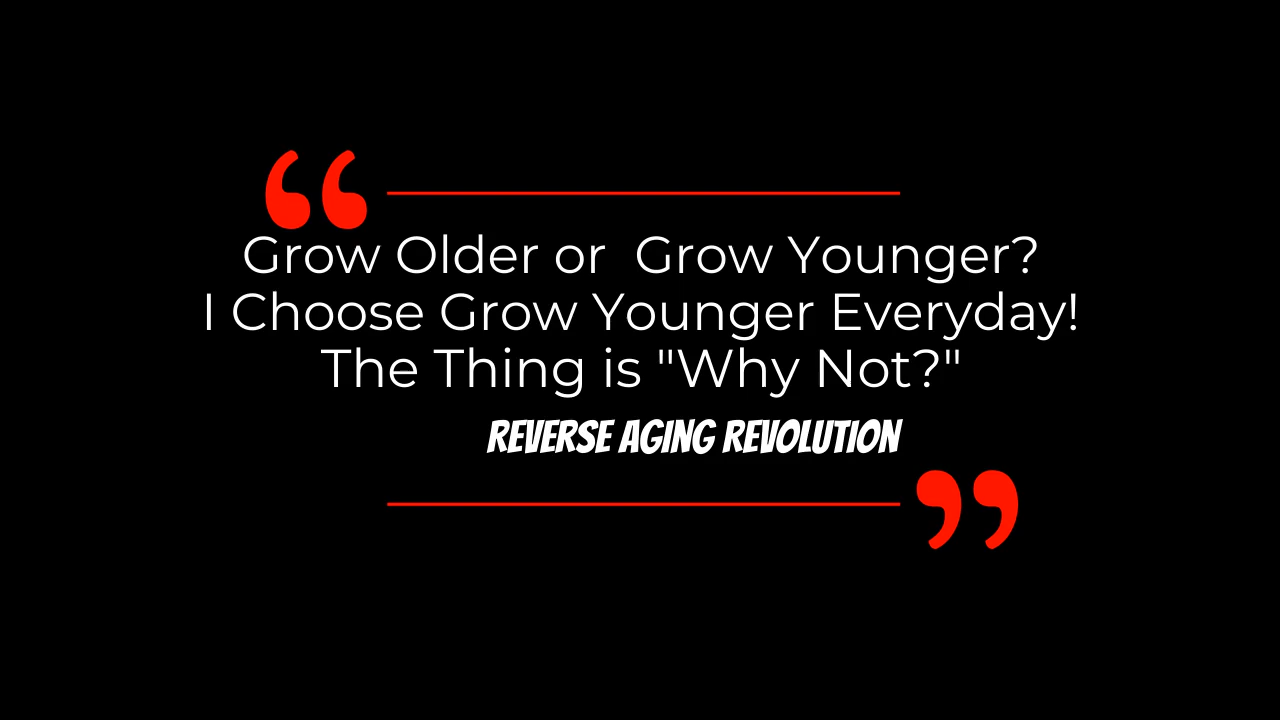 Grow Older or  Grow Younger?
I Choose Grow Younger Everyday!
The Thing is "Why Not?"
REVERSE AGING REVOLUTION